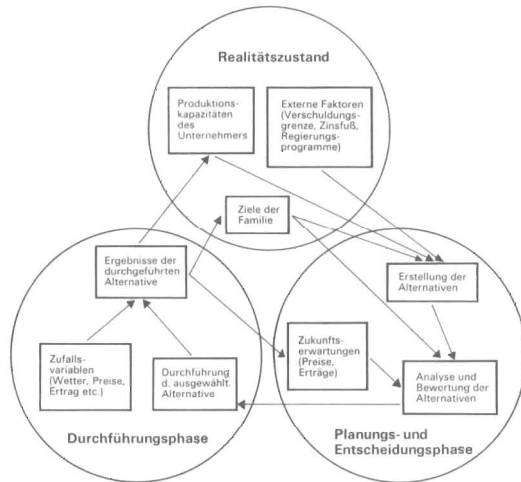 Realitätszustand
Produktions-
kapazitäten
des
Unternehmers
Externe Faktoren
(Verschuldungs-
grenze, Zinsfuß,
Regierungs-
programme)
Ziele der
Familie
Ergebnisse der
durchgeführten
Alternative
Erstellung der
Alternativen
Zufalls-
variablen
(Wetter, Preise,
Ertrag etc.)
Durchführung
d. ausgewählt.
Alternative
Zukunfts-
erwartungen
(Preise,
Erträge)
Analyse und
Bewertung der
Alternativen
Durchführungsphase
Planungs- und
Entscheidungsphase